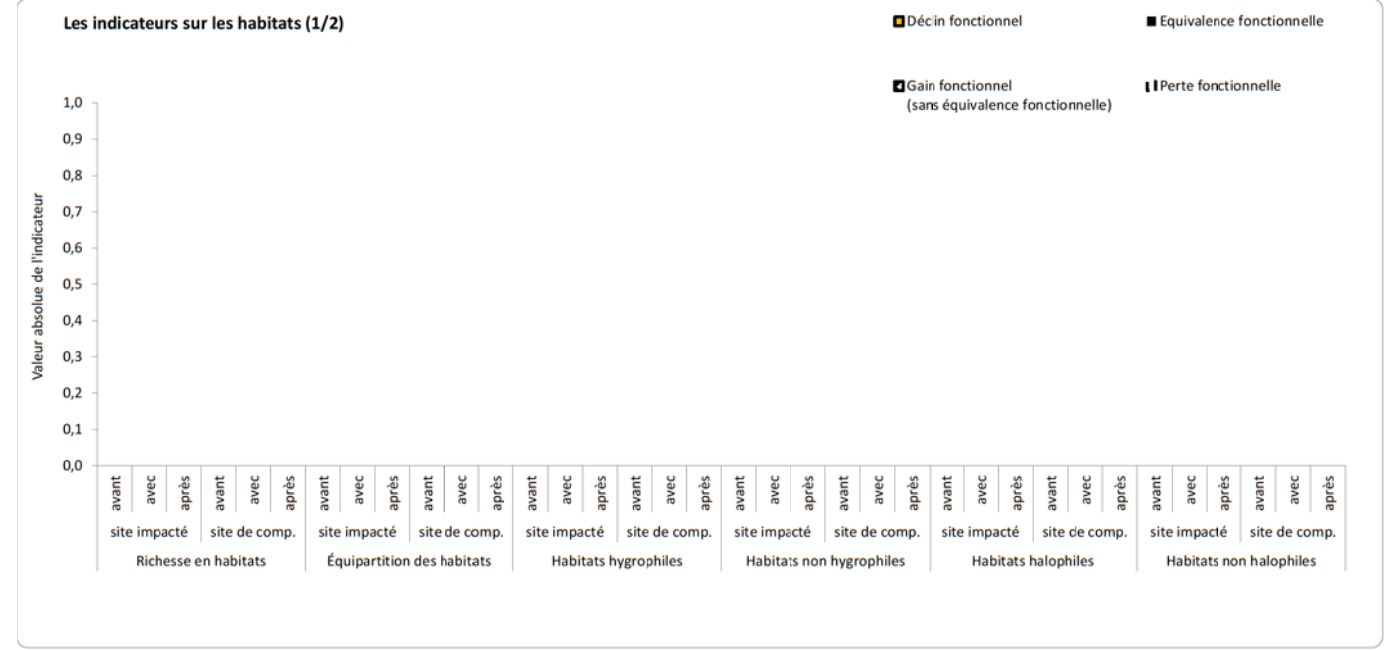 Les indicateurs sur les habitats (1/2)
Déclin fonctionnel
Equivalence fonctionnelle
Gain fonctionnel
(sans équivalence fonctionnelle)
Perte fonctionnelle
Valeur absolue de l'indicateur
1,0
0,9
0,8
0,7
0,6
0,5
0,4
0,3
0,2
0,1
0,0
avant avec après avant avec après avant avec après avant avec après avant avec après avant avec après avant avec après avant avec après avant avec après avant avec après avant avec après avant avec après
site impacté site de comp. site impacté site de comp. site impacté site de comp. site impacté site de comp. site impacté site de comp. site impacté site de comp.
Richesse en habitats Équipartition des habitats Habitats hygrophiles Habitats non hygrophiles Habitats halophiles Habitats non halophiles